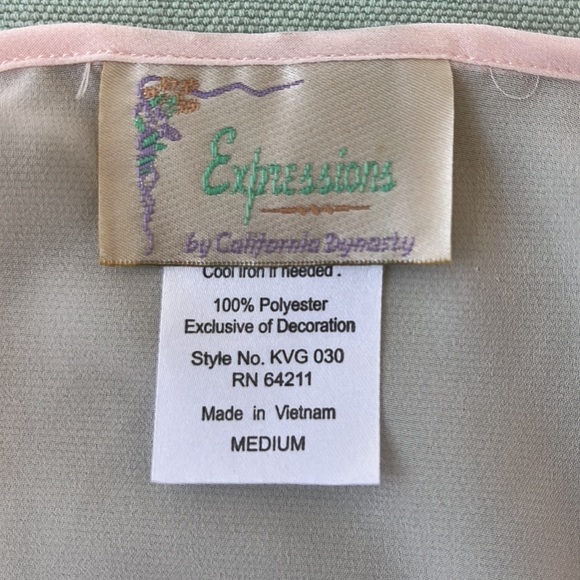 Expressions
by California Dynasty
Cool Iron if needed .
100% Polyester
Exclusive of Decoration
Style No. KVG 030
RN 64211
Made in Vietnam
MEDIUM